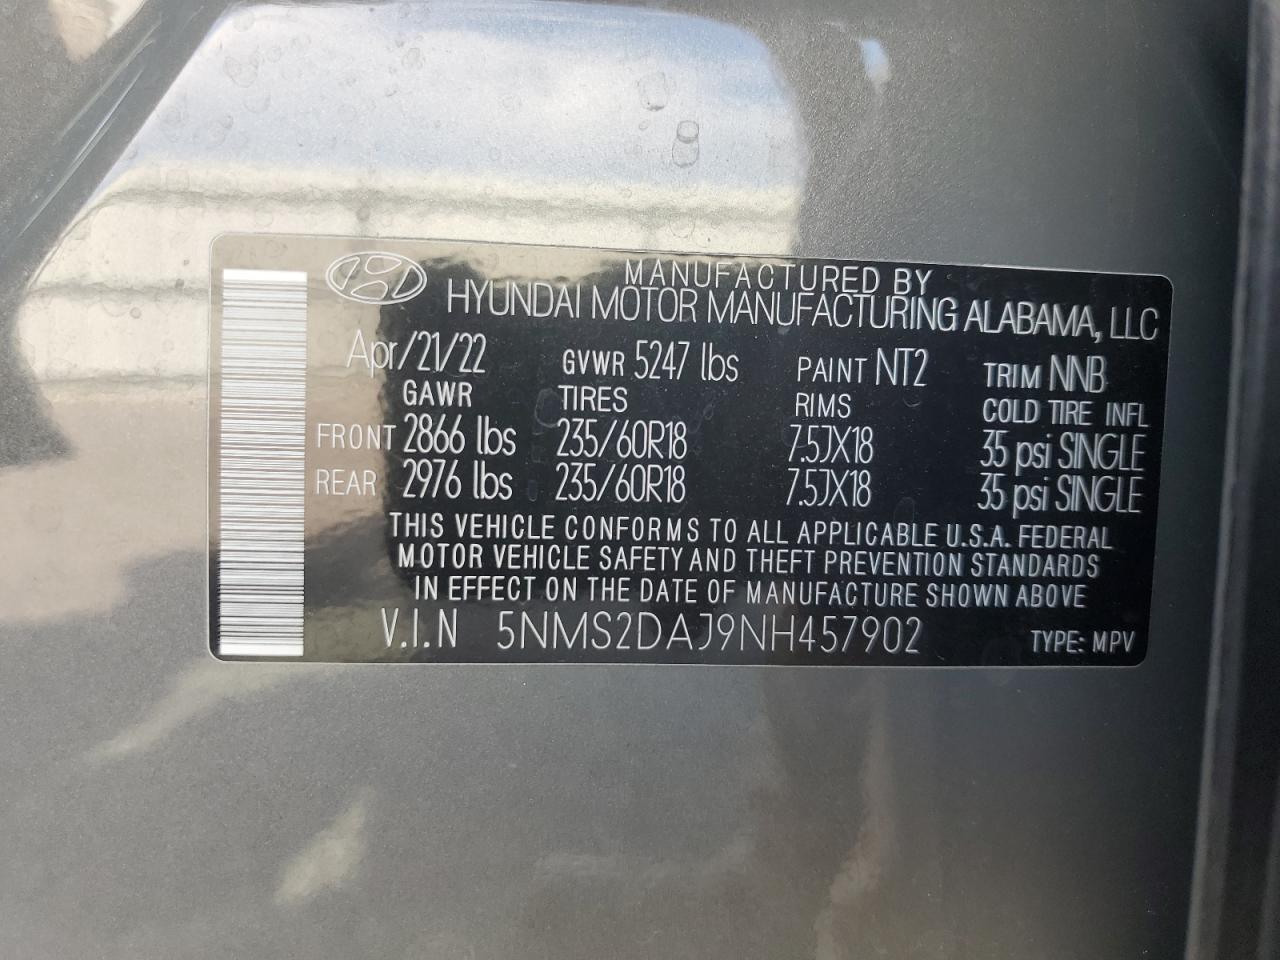 MANUFACTURED BY
HYUNDAI MOTOR MANUFACTURING ALABAMA, LLC
Apr/21/22 GVWR 5247 lbs PAINT NT2 TRIM NNB
GAWR TIRES RIMS COLD TIRE INFL
FRONT 2866 lbs 235/60R18 7.5JX18 35 psi SINGLE
REAR 2976 lbs 235/60R18 7.5JX18 35 psi SINGLE
THIS VEHICLE CONFORMS TO ALL APPLICABLE U.S.A. FEDERAL
MOTOR VEHICLE SAFETY AND THEFT PREVENTION STANDARDS
IN EFFECT ON THE DATE OF MANUFACTURE SHOWN ABOVE
V.I.N 5NMS2DAJ9NH457902 TYPE: MPV